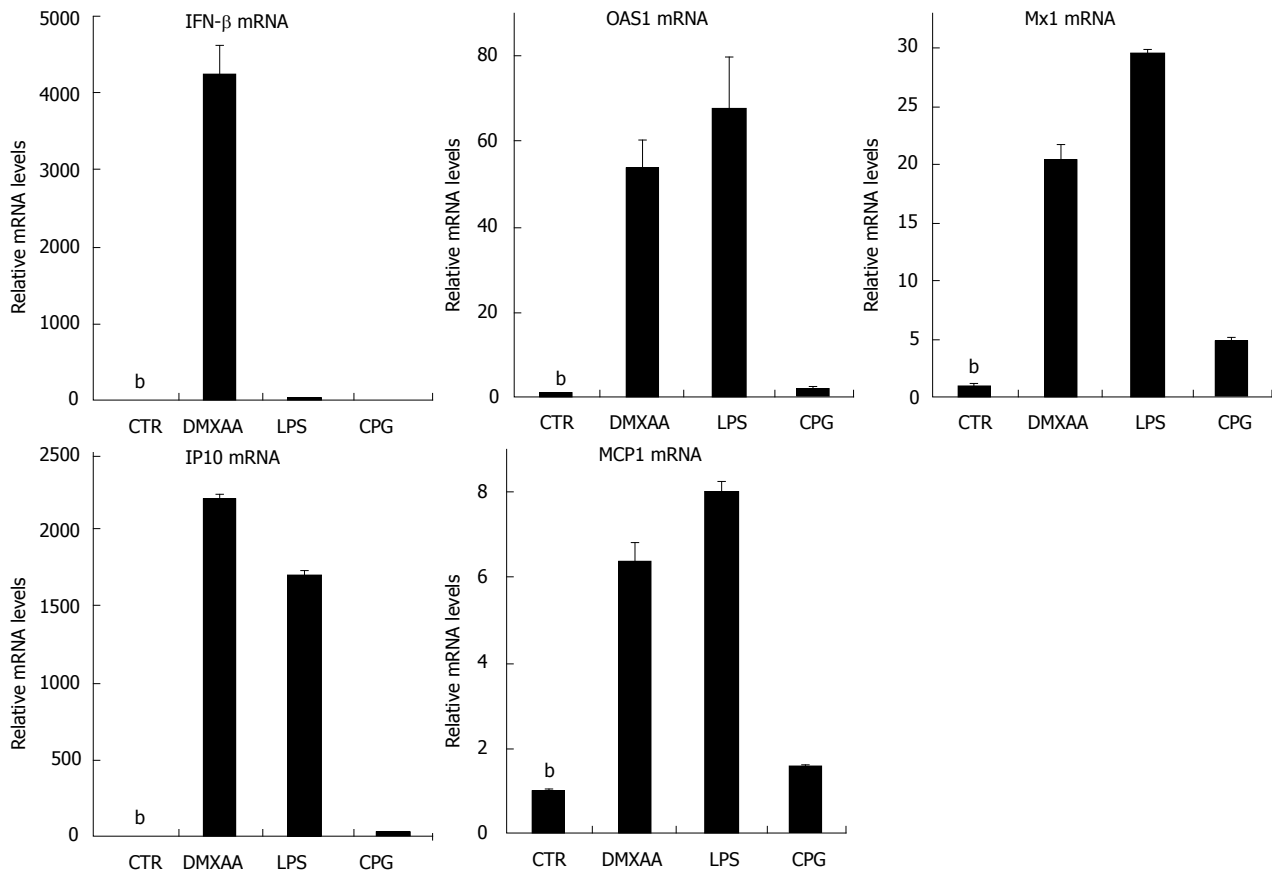 IFN-β mRNA
Relative mRNA levels
5000
4000
3000
2000
1000
0
b
CTR DMXAA LPS CPG
OAS1 mRNA
Relative mRNA levels
80
60
40
20
0
b
CTR DMXAA LPS CPG
Mx1 mRNA
Relative mRNA levels
30
25
20
15
10
5
0
b
CTR DMXAA LPS CPG
IP10 mRNA
Relative mRNA levels
2500
2000
1500
1000
500
0
b
CTR DMXAA LPS CPG
MCP1 mRNA
Relative mRNA levels
8
6
4
2
0
b
CTR DMXAA LPS CPG